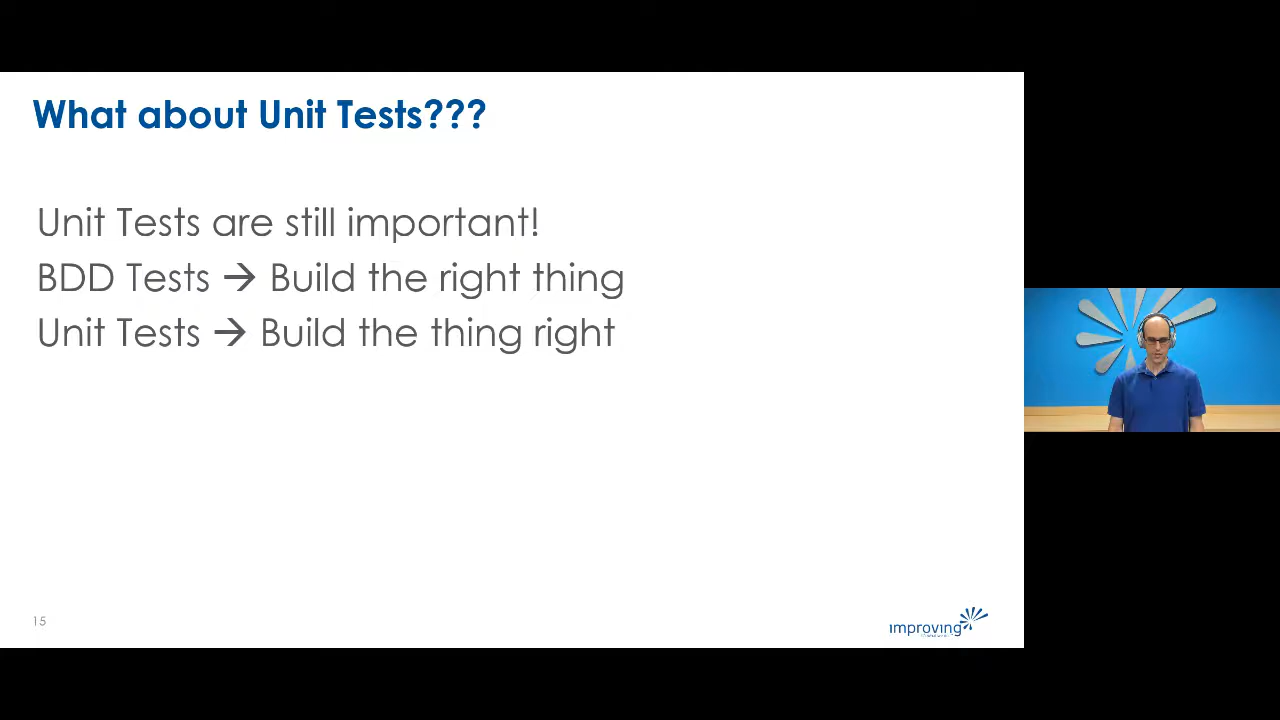 What about Unit Tests???
Unit Tests are still important!
BDD Tests → Build the right thing
Unit Tests → Build the thing right
15
improving